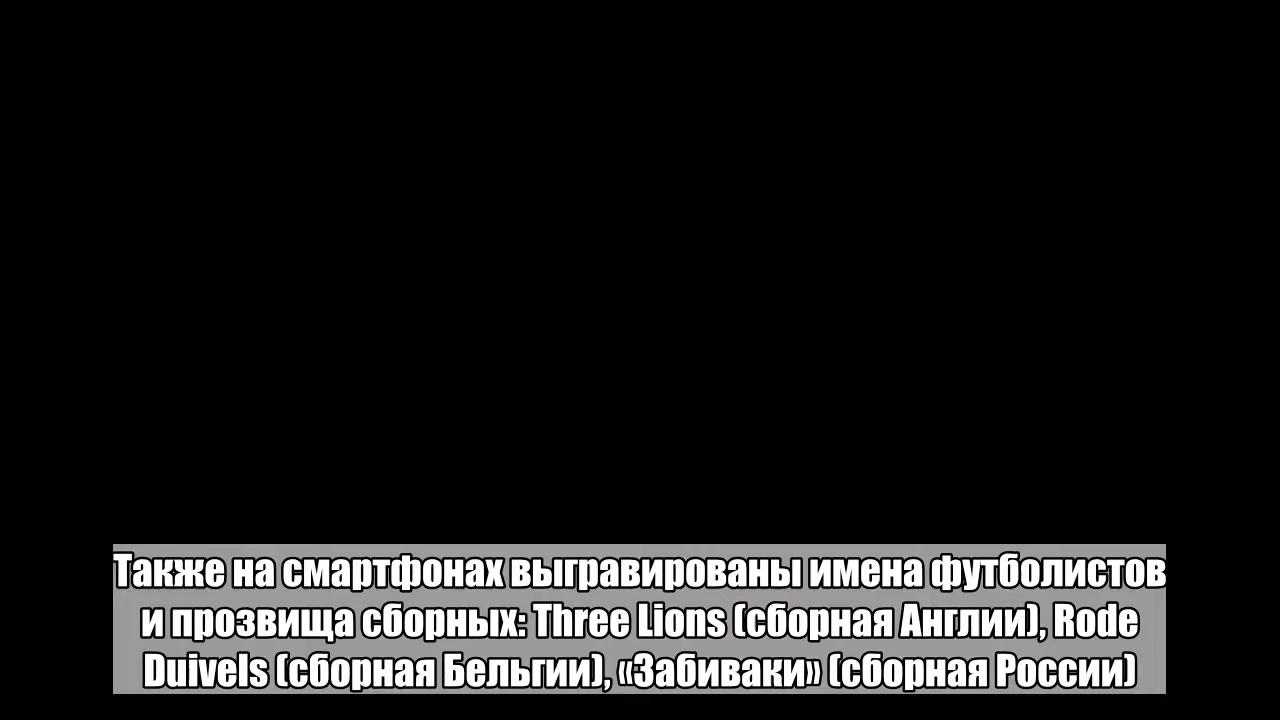 Также на смартфонах выгравированы имена футболистов
и прозвища сборных: Three Lions (сборная Англии), Rode
Duivels (сборная Бельгии), «Забиваки» (сборная России)